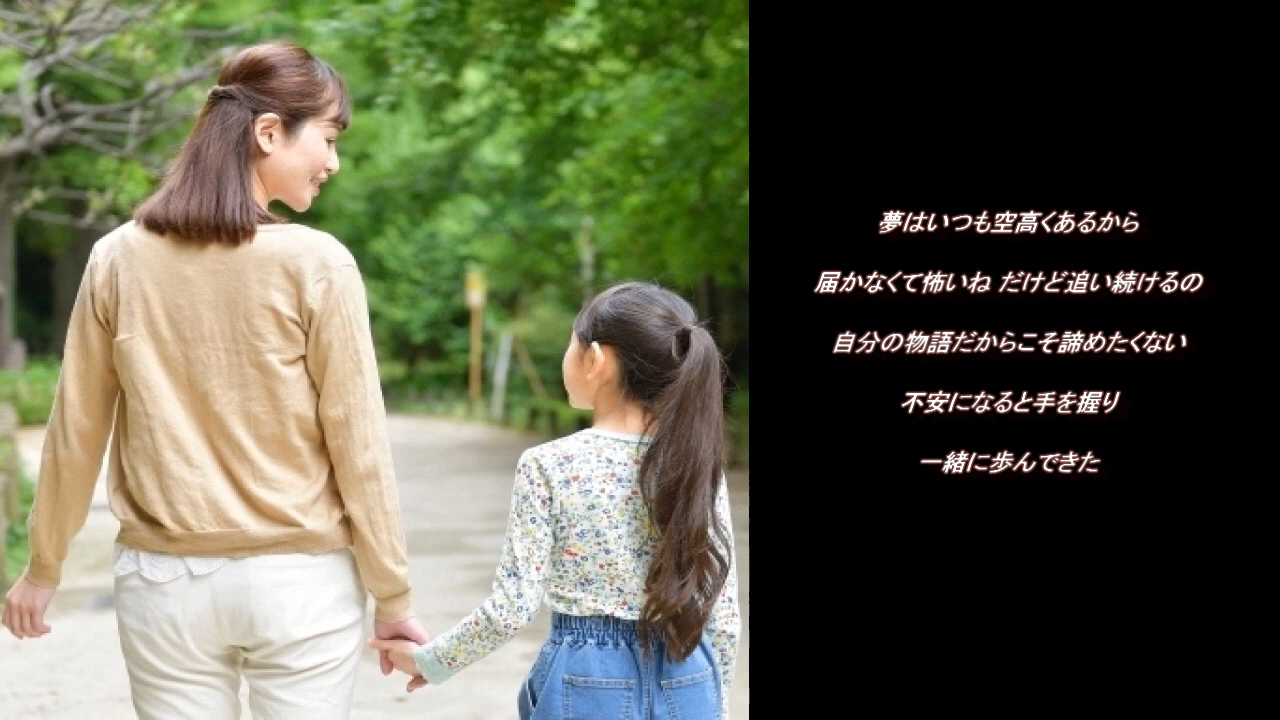 夢はいつも空高くあるから
届かなくて怖いね だけど追い続けるの
自分の物語だからこそ諦めたくない
不安になると手を握り
一緒に歩んできた